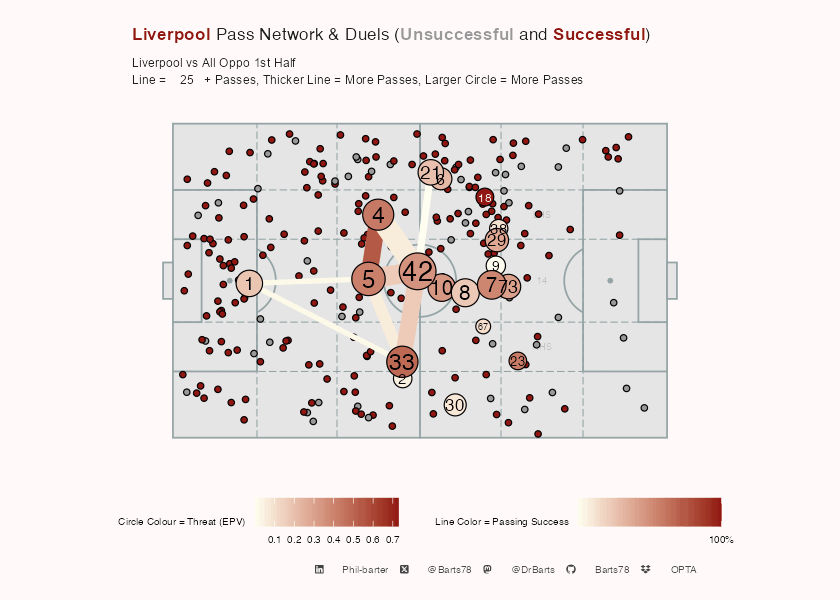 Liverpool Pass Network & Duels (Unsuccessful and Successful)
Liverpool vs All Oppo 1st Half
Line = 25 + Passes, Thicker Line = More Passes, Larger Circle = More Passes
21
18
4
29
9
5
42
1
10
8
7
73
67
33
23
2
30
14
Circle Colour = Threat (EPV)
0.1 0.2 0.3 0.4 0.5 0.6 0.7
Line Color = Passing Success
100%
Phil-barter @Barts78 @DrBarts Barts78 OPTA